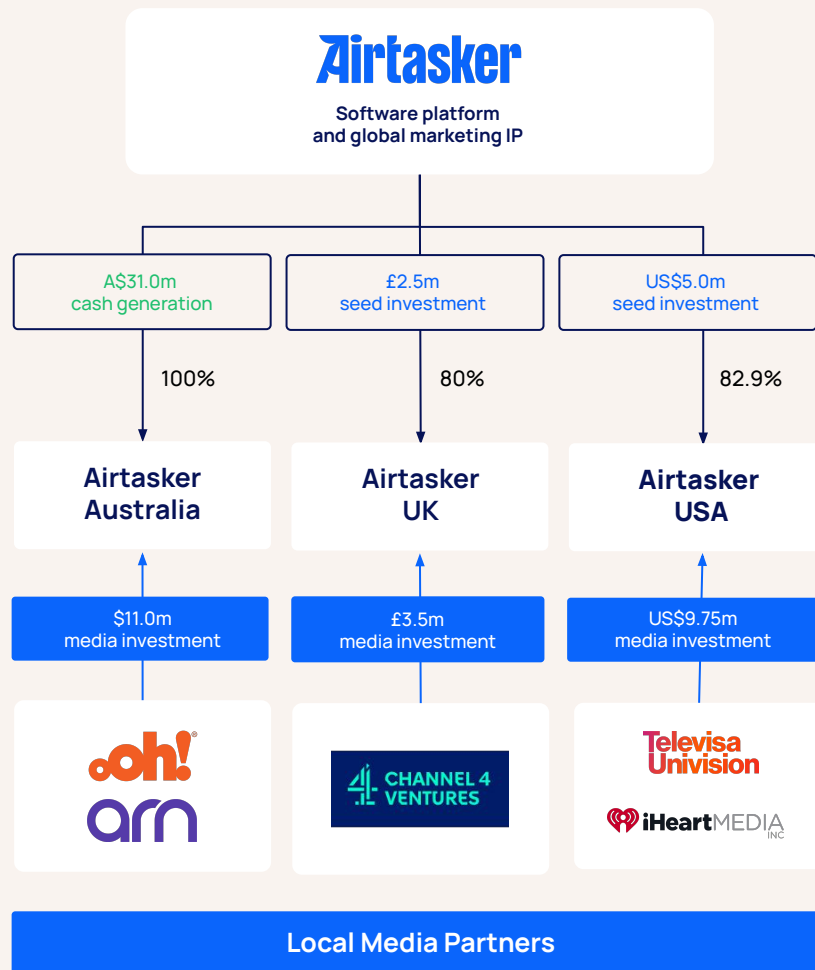 Airtasker
Software platform
and global marketing IP
A$31.0m
cash generation
£2.5m
seed investment
US$5.0m
seed investment
100%
80%
82.9%
Airtasker
Australia
Airtasker
UK
Airtasker
USA
$11.0m
media investment
£3.5m
media investment
US$9.75m
media investment
ooh!®
arn
4 CHANNEL 4
VENTURES
Televisa
Univision
iHeartMEDIA
INC
Local Media Partners